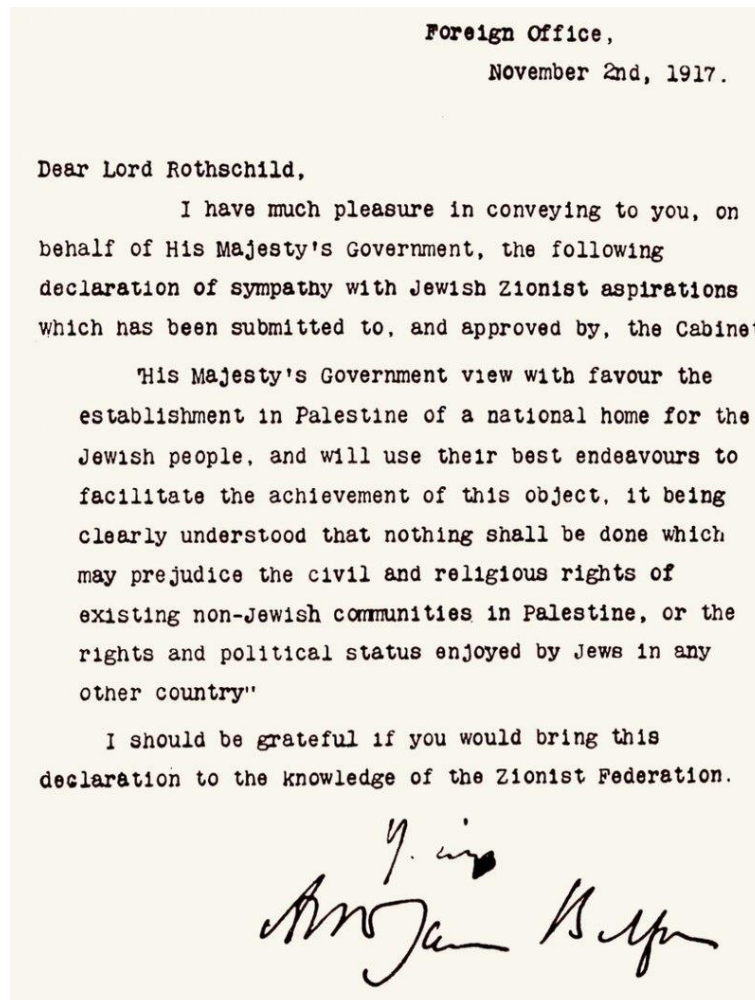 Foreign Office,
November 2nd, 1917.
Dear Lord Rothschild,
I have much pleasure in conveying to you, on
behalf of His Majesty's Government, the following
declaration of sympathy with Jewish Zionist aspirations
which has been submitted to, and approved by, the Cabinet
"His Majesty's Government view with favour the
establishment in Palestine of a national home for the
Jewish people, and will use their best endeavours to
facilitate the achievement of this object, it being
clearly understood that nothing shall be done which
may prejudice the civil and religious rights of
existing non-Jewish communities in Palestine, or the
rights and political status enjoyed by Jews in any
other country"
I should be grateful if you would bring this
declaration to the knowledge of the Zionist Federation.